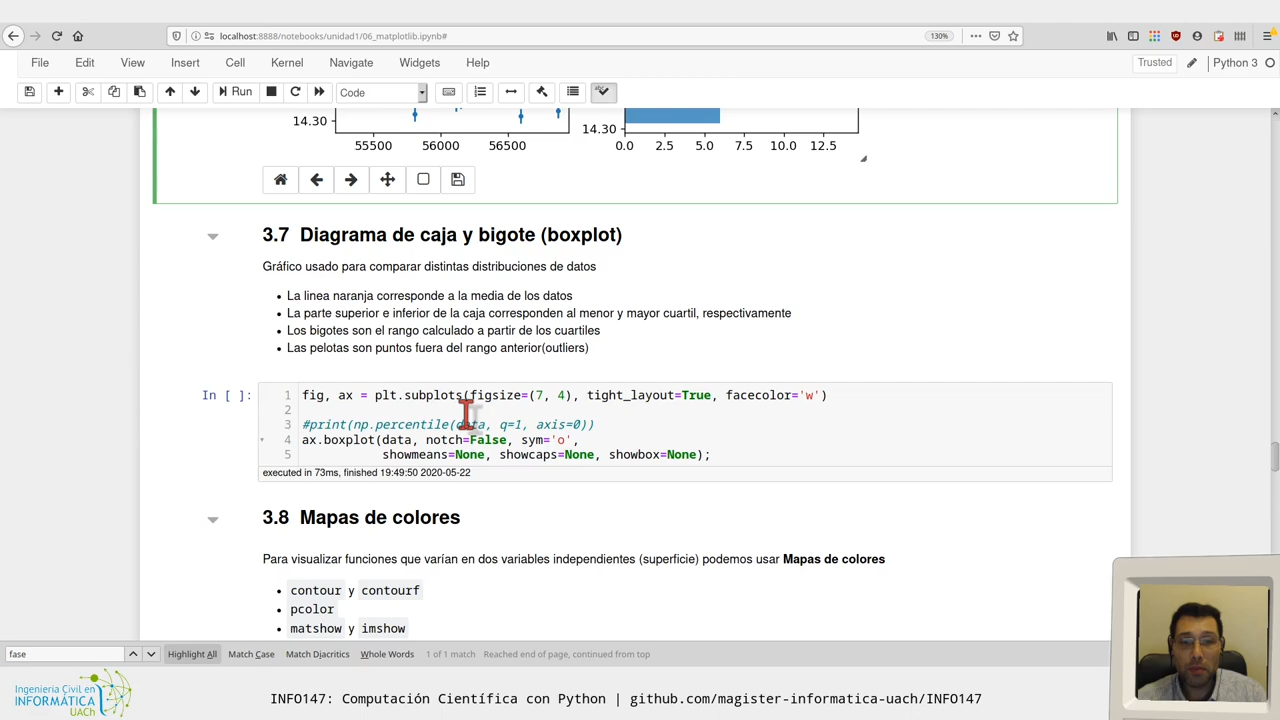 localhost:8888/notebooks/unidad1/06_matplotlib.ipynb#
130%
File Edit View Insert Cell Kernel Navigate Widgets Help
Trusted
Python 3
Run
Code
14.30
55500 56000 56500
14.30
0.0 2.5 5.0 7.5 10.0 12.5
3.7 Diagrama de caja y bigote (boxplot)
Gráfico usado para comparar distintas distribuciones de datos
La linea naranja corresponde a la media de los datos
La parte superior e inferior de la caja corresponden al menor y mayor cuartil, respectivamente
Los bigotes son el rango calculado a partir de los cuartiles
Las pelotas son puntos fuera del rango anterior(outliers)
In [ ]:
1 fig, ax = plt.subplots(figsize=(7, 4), tight_layout=True, facecolor='w')
2
3 #print(np.percentile(data, q=1, axis=0))
4 ax.boxplot(data, notch=False, sym='o',
5 showmeans=None, showcaps=None, showbox=None);
executed in 73ms, finished 19:49:50 2020-05-22
3.8 Mapas de colores
Para visualizar funciones que varían en dos variables independientes (superficie) podemos usar Mapas de colores
contour y contourf
pcolor
matshow y imshow
fase
Highlight All Match Case Match Diacritics Whole Words 1 of 1 match Reached end of page, continued from top
Ingeniería Civil en
INFORMÁTICA
UACh
INFO147: Computación Científica con Python | github.com/magister-informatica-uach/INFO147